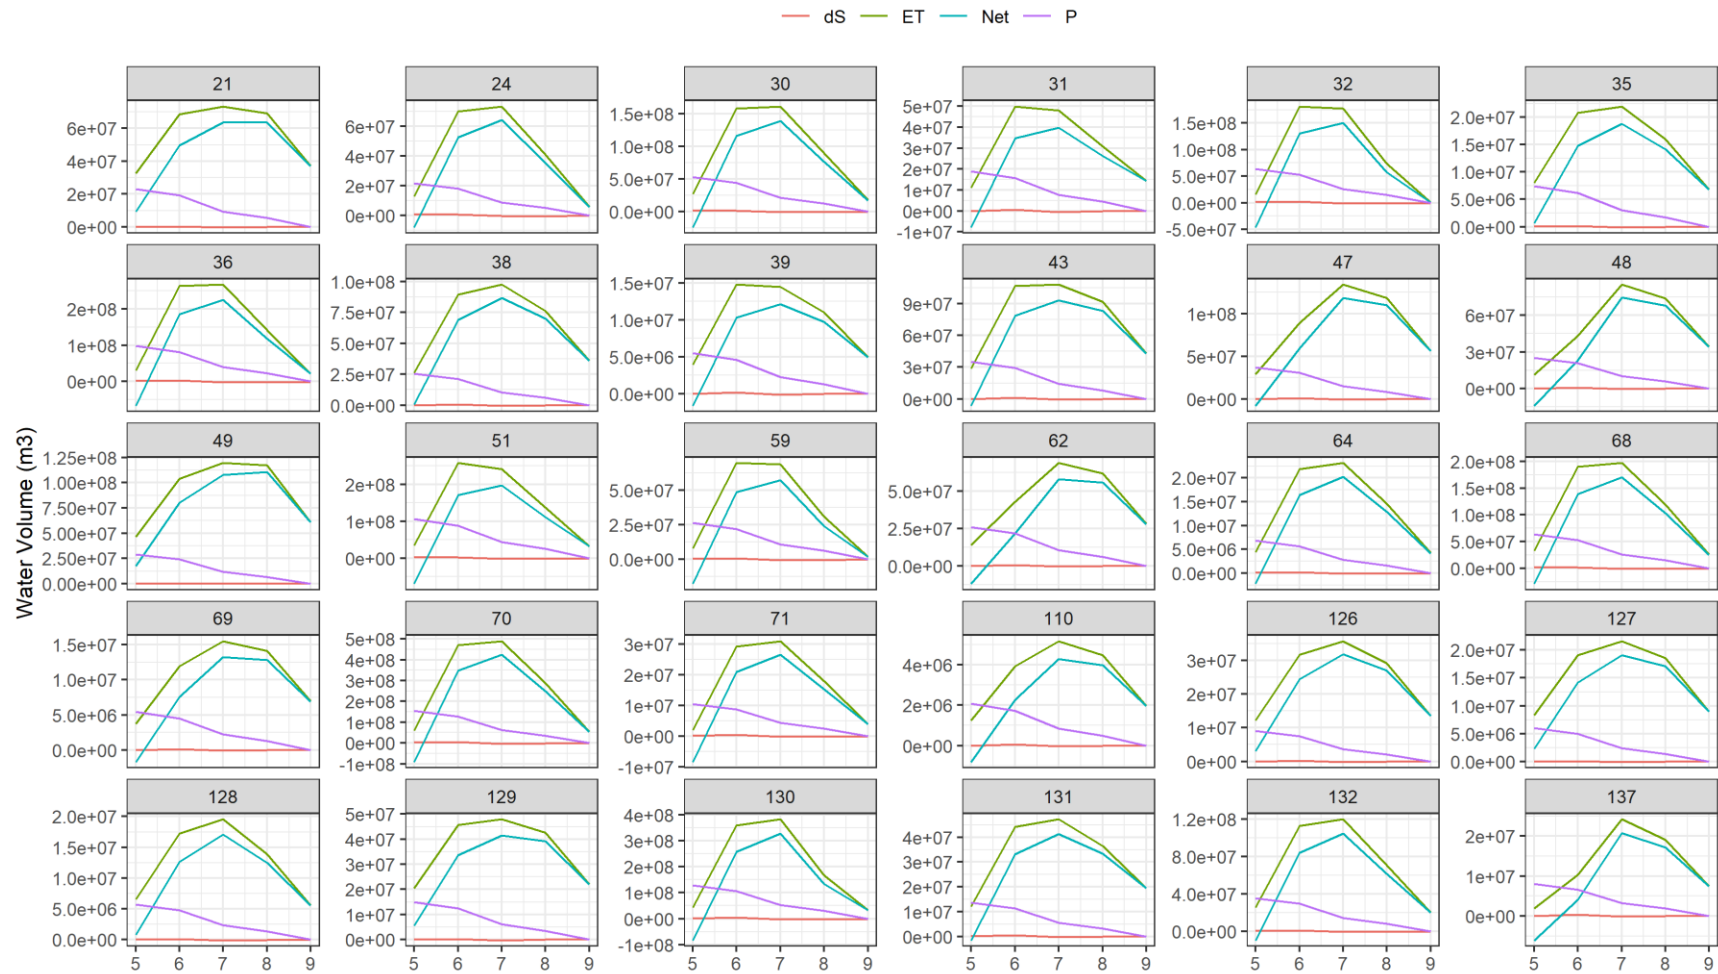 dS ET Net P
21 24 30 31 32 35
6e+07 4e+07 2e+07 0e+00
6e+07 4e+07 2e+07 0e+00
1.5e+08 1.0e+08 5.0e+07 0.0e+00
5e+07 4e+07 3e+07 2e+07 1e+07 0e+00 -1e+07
1.5e+08 1.0e+08 5.0e+07 0.0e+00 -5.0e+07
2.0e+07 1.5e+07 1.0e+07 5.0e+06 0.0e+00
36 38 39 43 47 48
2e+08 1e+08 0e+00
1.0e+08 7.5e+07 5.0e+07 2.5e+07 0.0e+00
1.5e+07 1.0e+07 5.0e+06 0.0e+00
9e+07 6e+07 3e+07 0e+00
1e+08 5e+07 0e+00
6e+07 3e+07 0e+00
Water Volume (m3)
49 51 59 62 64 68
1.25e+08 1.00e+08 7.50e+07 5.00e+07 2.50e+07 0.00e+00
2e+08 1e+08 0e+00
5.0e+07 2.5e+07 0.0e+00
5.0e+07 2.5e+07 0.0e+00
2.0e+07 1.5e+07 1.0e+07 5.0e+06 0.0e+00
2.0e+08 1.5e+08 1.0e+08 5.0e+07 0.0e+00
69 70 71 110 126 127
1.5e+07 1.0e+07 5.0e+06 0.0e+00
5e+08 4e+08 3e+08 2e+08 1e+08 0e+00 -1e+08
3e+07 2e+07 1e+07 0e+00 -1e+07
4e+06 2e+06 0e+00
3e+07 2e+07 1e+07 0e+00
2.0e+07 1.5e+07 1.0e+07 5.0e+06 0.0e+00
128 129 130 131 132 137
2.0e+07 1.5e+07 1.0e+07 5.0e+06 0.0e+00
5e+07 4e+07 3e+07 2e+07 1e+07 0e+00
4e+08 3e+08 2e+08 1e+08 0e+00 -1e+08
4e+07 3e+07 2e+07 1e+07 0e+00
1.2e+08 8.0e+07 4.0e+07 0.0e+00
2e+07 1e+07 0e+00
5 6 7 8 9 5 6 7 8 9 5 6 7 8 9 5 6 7 8 9 5 6 7 8 9 5 6 7 8 9